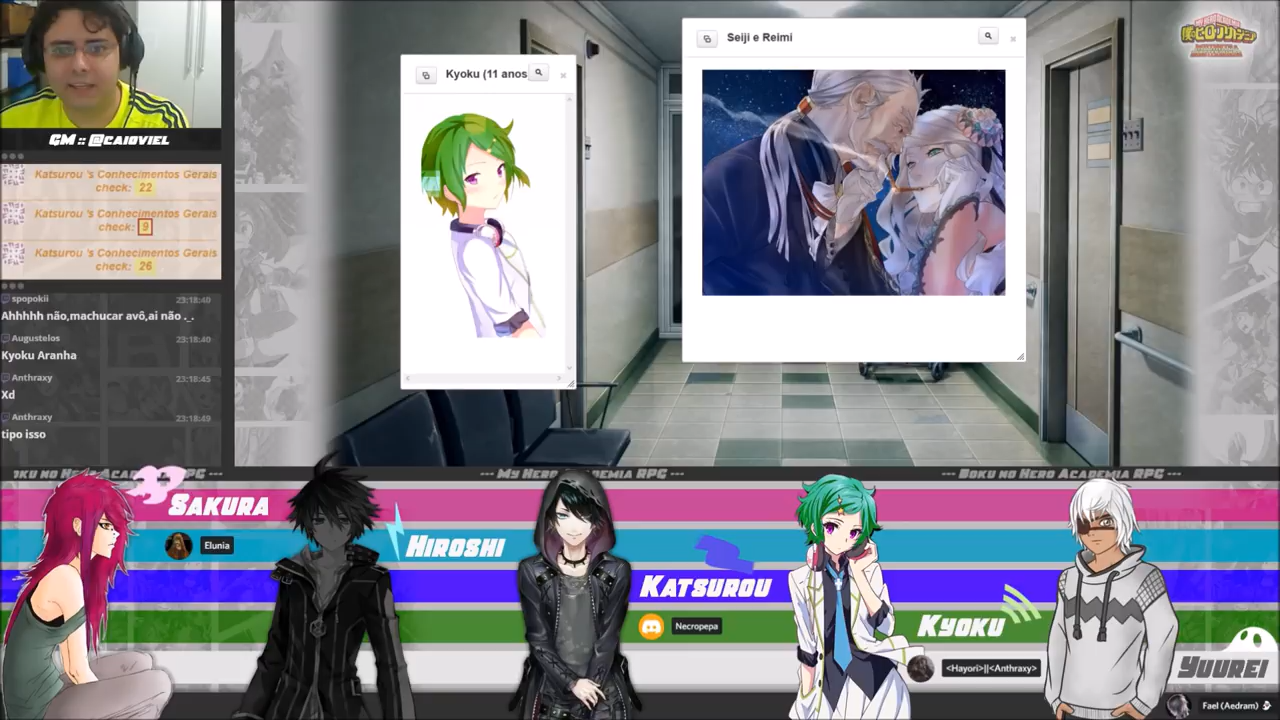 GM :: @CAIOVIEL
Katsurou 's Conhecimentos Gerais
check: 22
Katsurou 's Conhecimentos Gerais
check: 9
Katsurou 's Conhecimentos Gerais
check: 26
spopokii 23:18:40
Ahhhhh não,machucar avô,ai não ._.
Augustelos 23:18:40
Kyoku Aranha
Anthraxy 23:18:45
Xd
Anthraxy 23:18:49
tipo isso
Kyoku (11 anos
Seiji e Reimi
--- MY HERO ACADEMIA RPG ---
--- BOKU NO HERO ACADEMIA RPG ---
SAKURA
Elunia
HIROSHI
KATSUROU
Necropepa
KYOKU
<Hayori>||<Anthraxy>
YUUREI
Fael (Aedram)